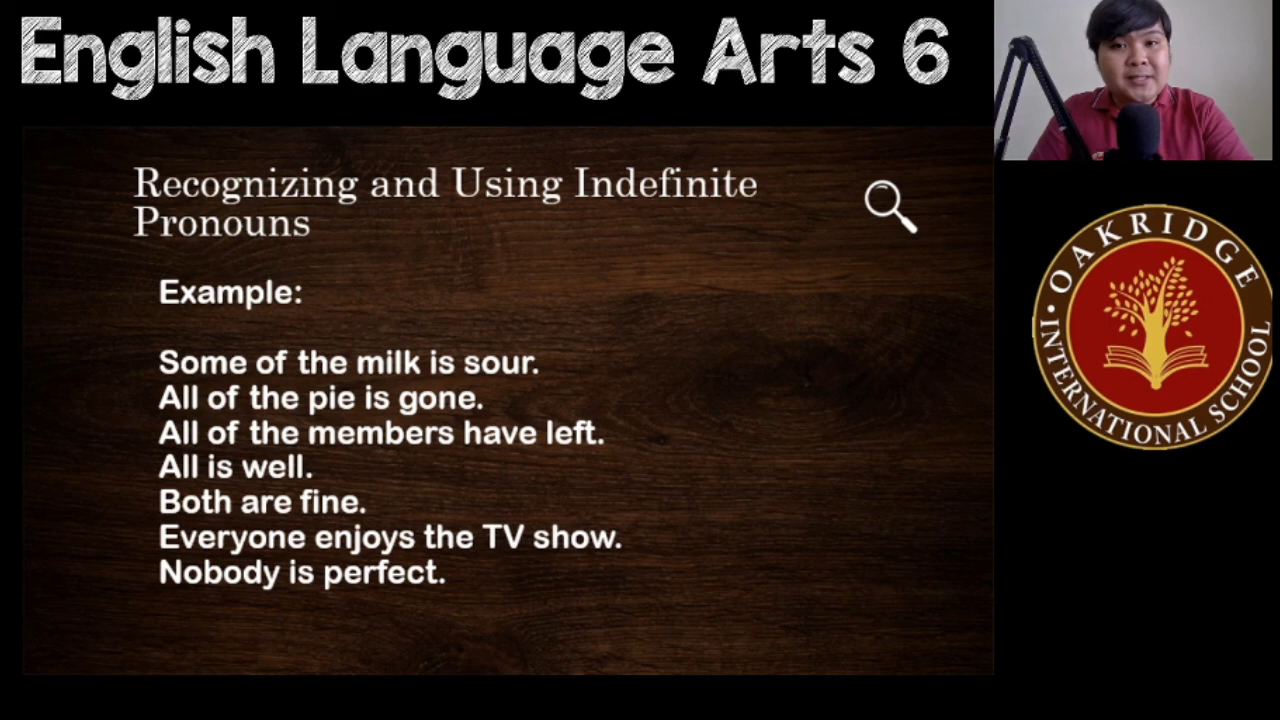 English Language Arts 6
Recognizing and Using Indefinite
Pronouns
Example:
Some of the milk is sour.
All of the pie is gone.
All of the members have left.
All is well.
Both are fine.
Everyone enjoys the TV show.
Nobody is perfect.
OAKRIDGE
INTERNATIONAL SCHOOL